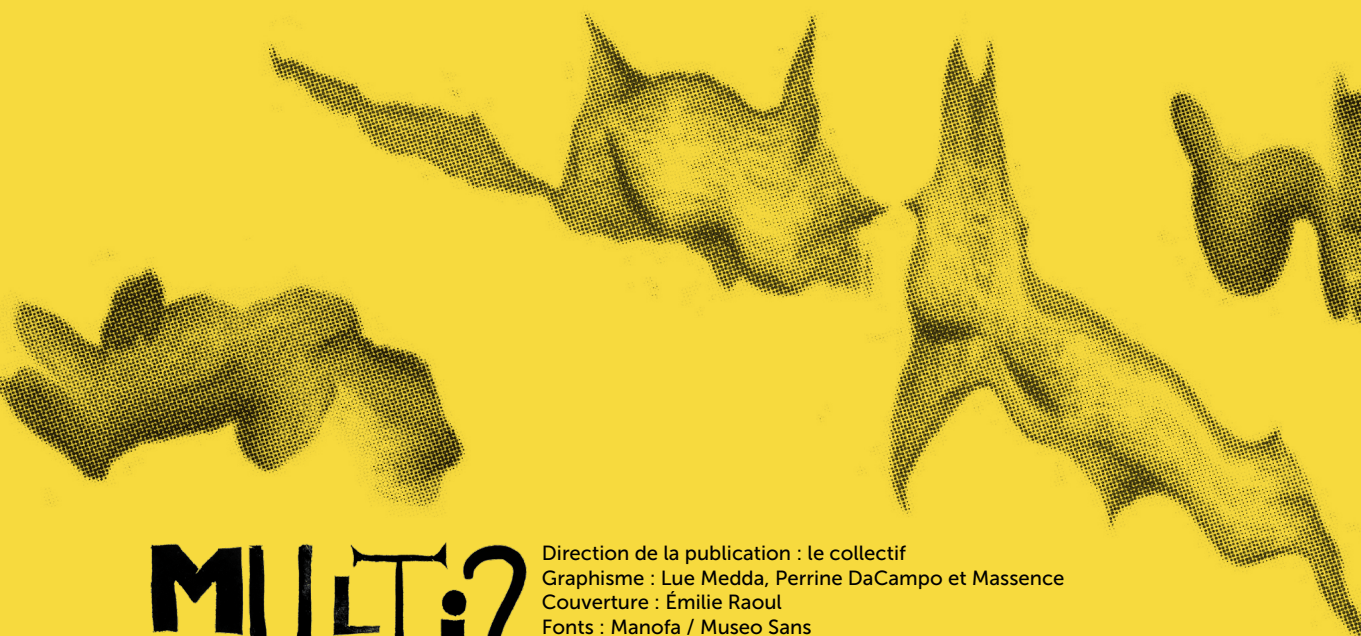 MULTi?
Direction de la publication : le collectif
Graphisme : Lue Medda, Perrine DaCampo et Massence
Couverture : Émilie Raoul
Fonts : Manofa / Museo Sans